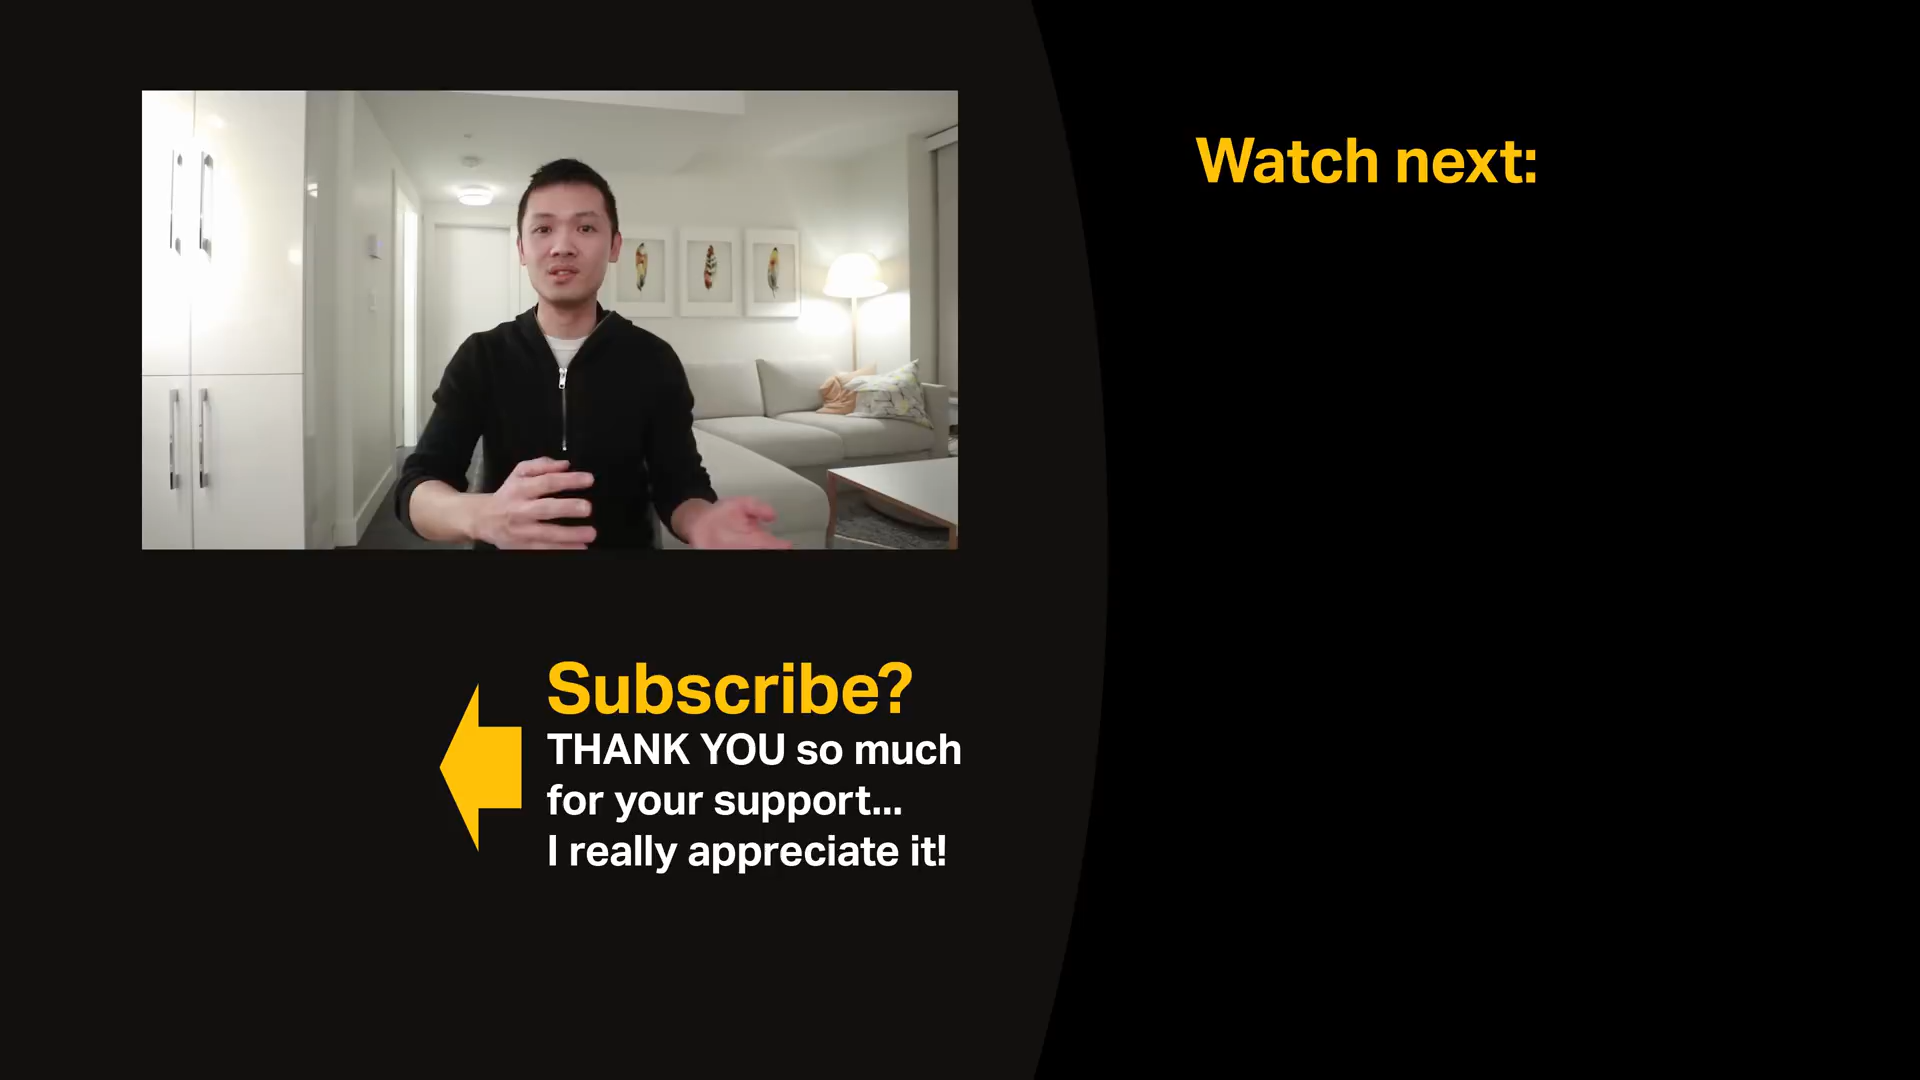 Watch next:
Subscribe?
THANK YOU so much
for your support...
I really appreciate it!